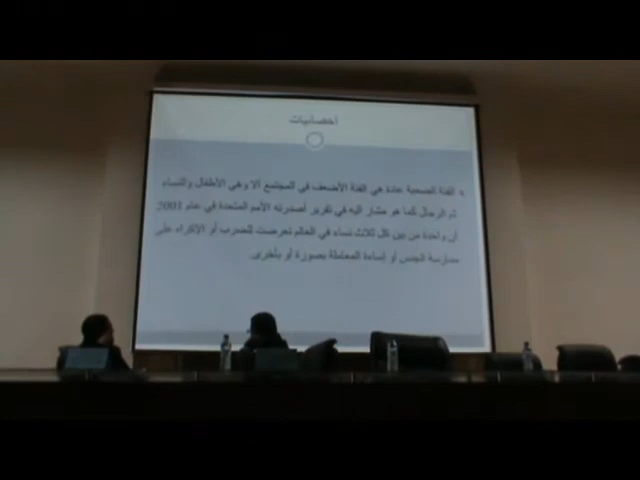 احصائيات
٤. الفئة الضحية عادة هي الفئة الأضعف في المجتمع ألا وهي الأطفال والنساء
ثم الرجال كما هو مشار اليه في تقرير أصدرته الأمم المتحدة في عام 2001
أن واحدة من بين كل ثلاث نساء في العالم تعرضت للضرب أو الإكراه على
ممارسة الجنس أو إساءة المعاملة بصورة أو بأخرى.